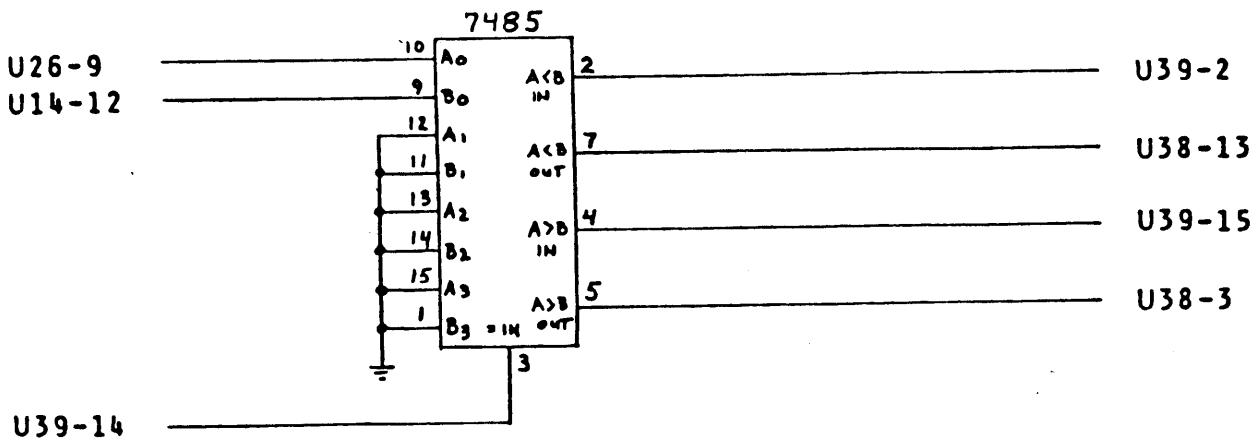 7485
U26-9
10
A0
U14-12
9
B0
12
A1
11
B1
13
A2
14
B2
15
A3
1
B3
=IN
3
U39-14
A<B
IN
2
U39-2
A<B
OUT
7
U38-13
A>B
IN
4
U39-15
A>B
OUT
5
U38-3